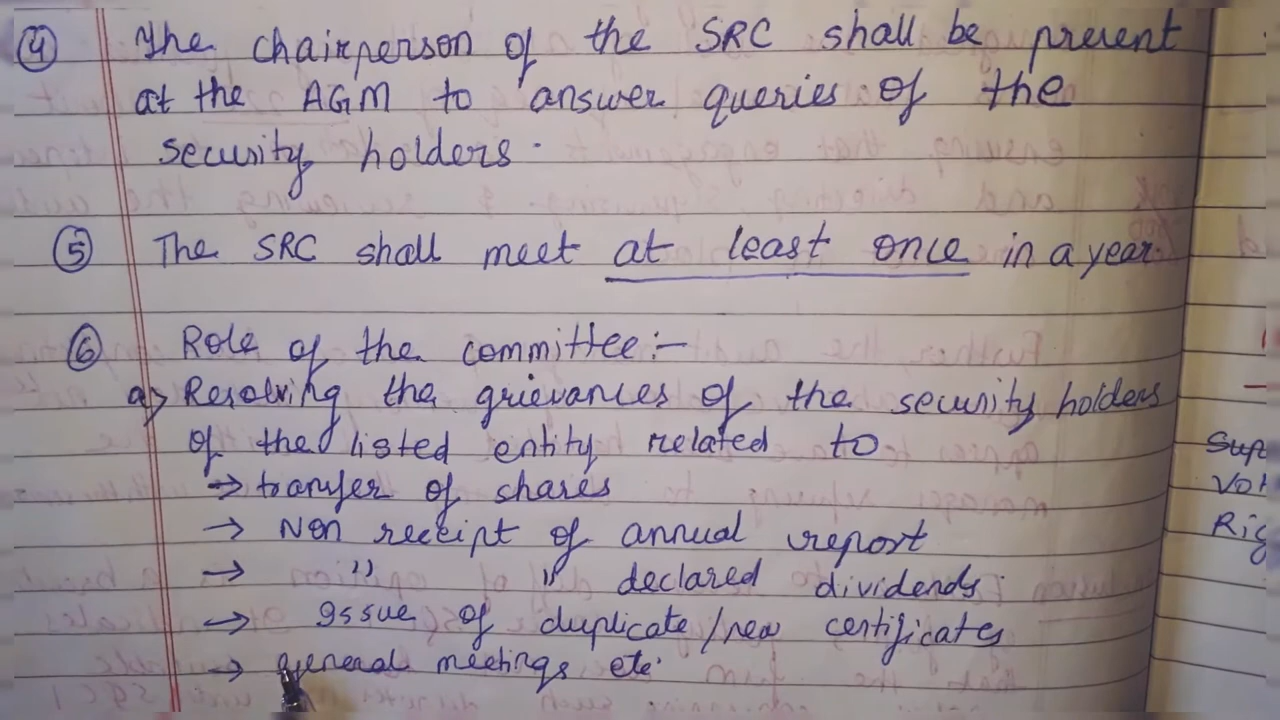 ④ The chairperson of the SRC shall be present
at the AGM to answer queries of the
security holders.
⑤ The SRC shall meet at least once in a year.
⑥ Role of the committee:-
a) Resolving the grievances of the security holders
of the listed entity related to
→ transfer of shares
→ Non receipt of annual report
→ " " declared dividends.
→ Issue of duplicate/new certificates
→ general meetings etc.